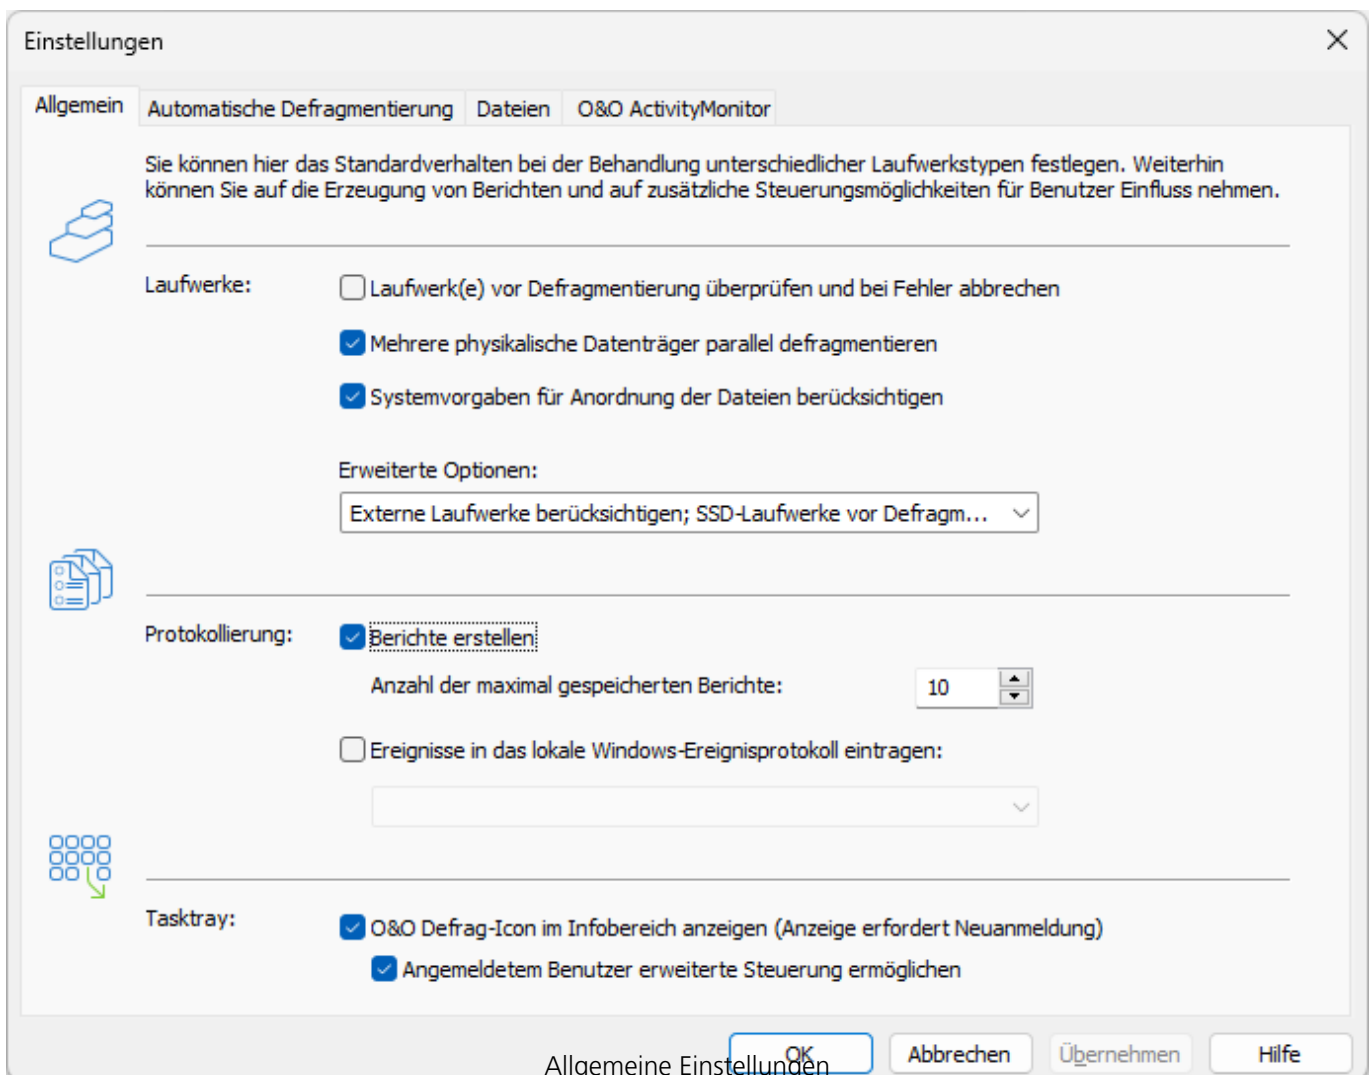 Einstellungen
Allgemein
Automatische Defragmentierung
Dateien
O&O ActivityMonitor
Sie können hier das Standardverhalten bei der Behandlung unterschiedlicher Laufwerkstypen festlegen. Weiterhin
können Sie auf die Erzeugung von Berichten und auf zusätzliche Steuerungsmöglichkeiten für Benutzer Einfluss nehmen.
Laufwerke:
Laufwerk(e) vor Defragmentierung überprüfen und bei Fehler abbrechen
Mehrere physikalische Datenträger parallel defragmentieren
Systemvorgaben für Anordnung der Dateien berücksichtigen
Erweiterte Optionen:
Externe Laufwerke berücksichtigen; SSD-Laufwerke vor Defragm...
Protokollierung:
Berichte erstellen
Anzahl der maximal gespeicherten Berichte:
10
Ereignisse in das lokale Windows-Ereignisprotokoll eintragen:
Tasktray:
O&O Defrag-Icon im Infobereich anzeigen (Anzeige erfordert Neuanmeldung)
Angemeldetem Benutzer erweiterte Steuerung ermöglichen
OK
Abbrechen
Übernehmen
Hilfe
Allgemeine Einstellungen